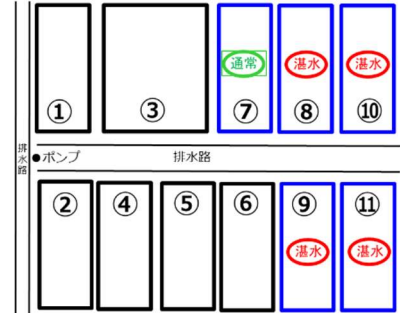 通常
湛水
湛水
①
③
⑦
⑧
⑩
排水路
●ポンプ
排水路
②
④
⑤
⑥
⑨
⑪
湛水
湛水